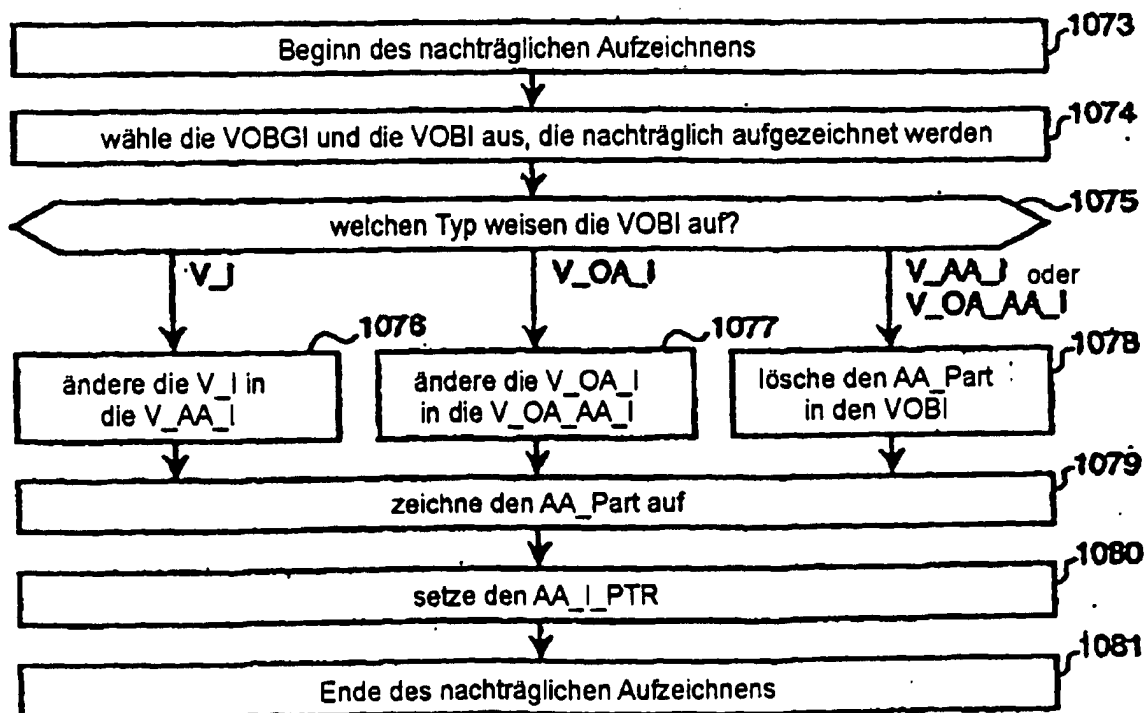 Beginn des nachträglichen Aufzeichnens
1073
wähle die VOBGI und die VOBI aus, die nachträglich aufgezeichnet werden
1074
welchen Typ weisen die VOBI auf?
1075
V_I
V_OA_I
V_AA_I oder
V_OA_AA_I
1076
1077
1078
ändere die V_I in
die V_AA_I
ändere die V_OA_I
in die V_OA_AA_I
lösche den AA_Part
in den VOBI
zeichne den AA_Part auf
1079
setze den AA_I_PTR
1080
Ende des nachträglichen Aufzeichnens
1081